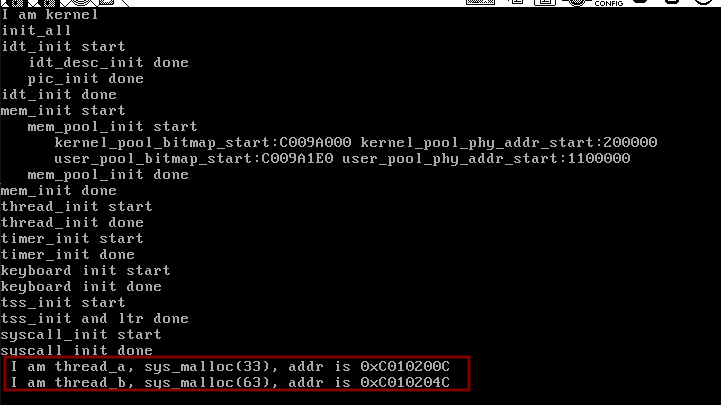 CONFIG
I am kernel
init_all
idt_init start
idt_desc_init done
pic_init done
idt_init done
mem_init start
mem_pool_init start
kernel_pool_bitmap_start:C009A000 kernel_pool_phy_addr_start:200000
user_pool_bitmap_start:C009A1E0 user_pool_phy_addr_start:1100000
mem_pool_init done
mem_init done
thread_init start
thread_init done
timer_init start
timer_init done
keyboard init start
keyboard init done
tss_init start
tss_init and ltr done
syscall_init start
syscall_init done
I am thread_a, sys_malloc(33), addr is 0xC010200C
I am thread_b, sys_malloc(63), addr is 0xC010204C